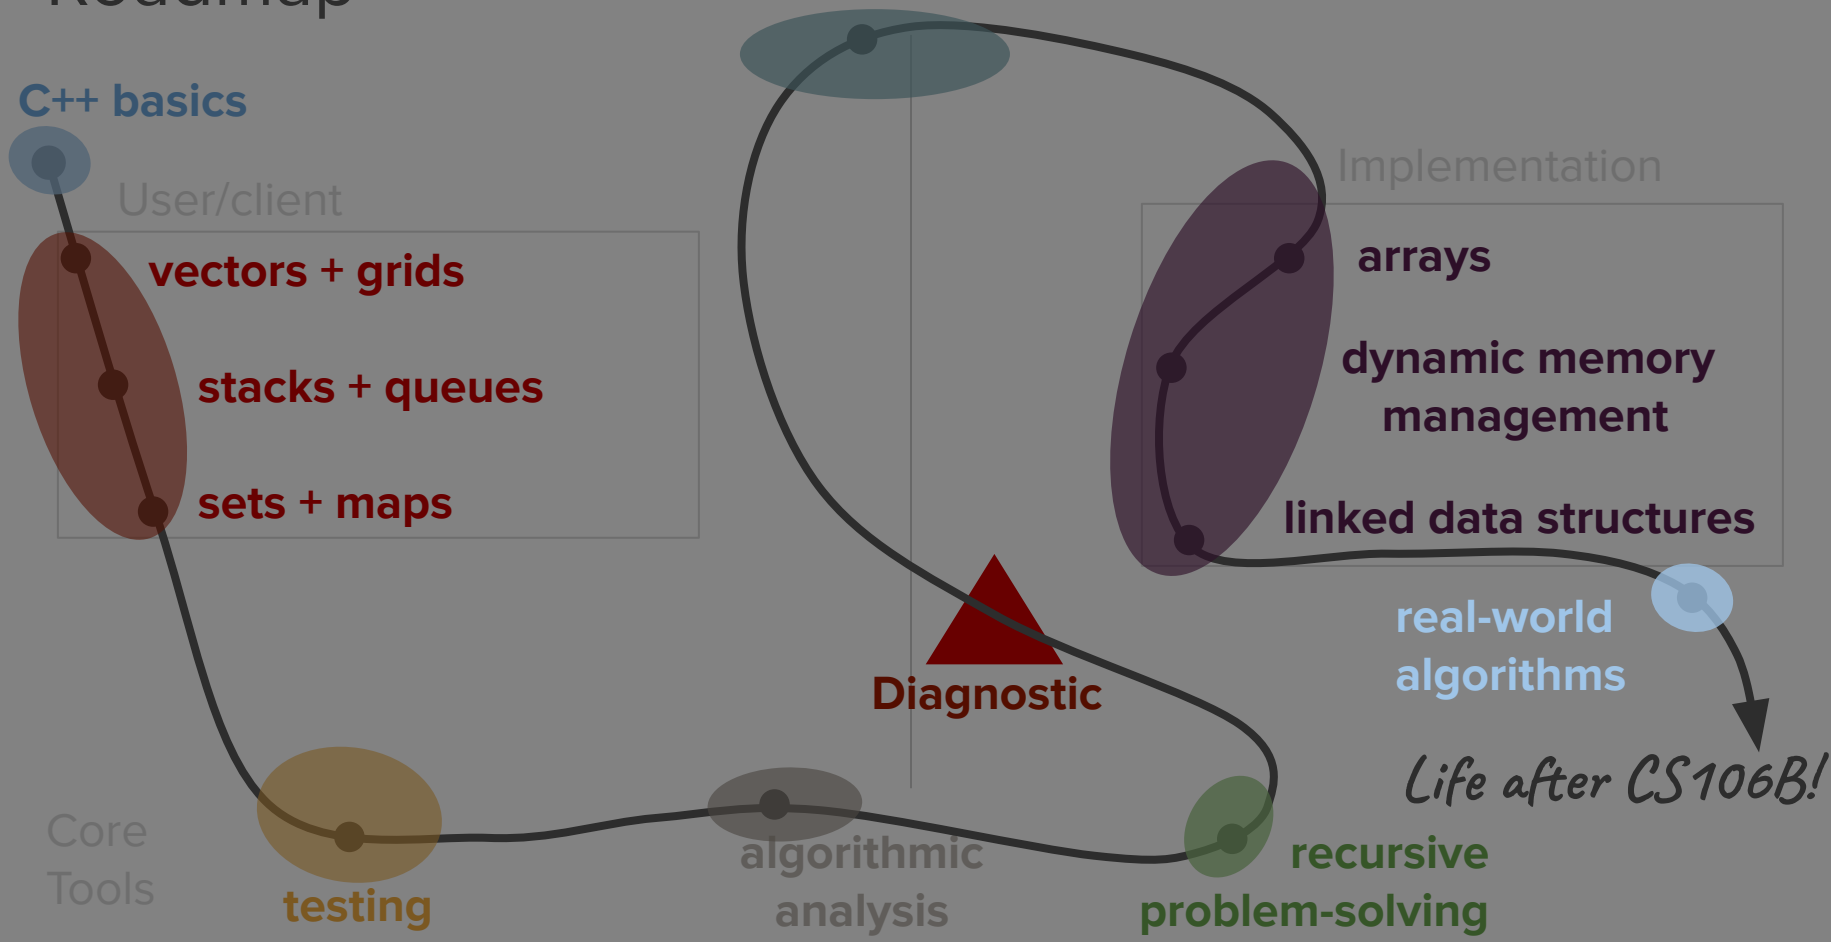 Roadmap
C++ basics
User/client
vectors + grids
stacks + queues
sets + maps
Core
Tools
testing
algorithmic
analysis
recursive
problem-solving
Diagnostic
Implementation
arrays
dynamic memory
management
linked data structures
real-world
algorithms
Life after CS106B!